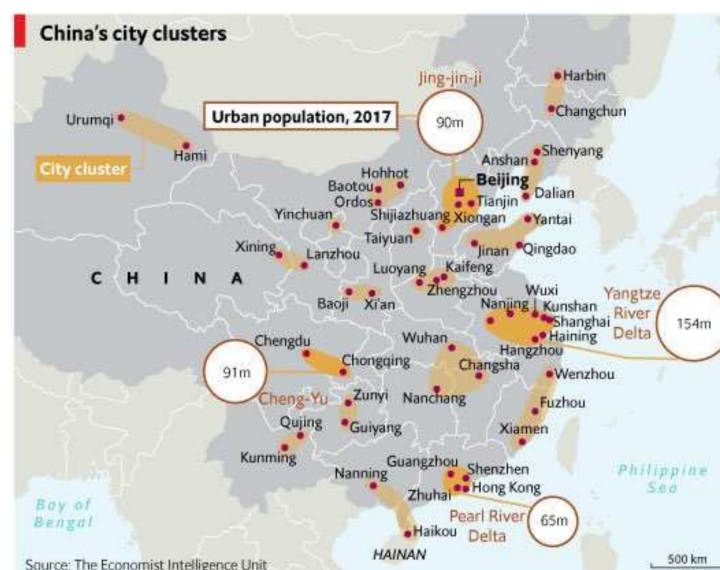 China's city clusters
Jing-jin-ji
Harbin
Urumqi
Urban population, 2017
90m
Changchun
Hami
City cluster
Shenyang
Anshan
Hohhot
Beijing
Baotou
Ordos
Tianjin
Dalian
Yinchuan
Shijiazhuang
Xiongan
Yantai
Taiyuan
Xining
Lanzhou
Jinan
Qingdao
Luoyang
Kaifeng
CHINA
Zhengzhou
Wuxi
Baoji
Xi'an
Nanjing
Kunshan
Yangtze
River
Delta
Shanghai
154m
Chengdu
Wuhan
Haining
Hangzhou
91m
Chongqing
Changsha
Wenzhou
Cheng-Yu
Zunyi
Nanchang
Fuzhou
Qujing
Guiyang
Xiamen
Kunming
Guangzhou
Shenzhen
Nanning
Philippine
Sea
Bay of
Bengal
Zhuhai
Hong Kong
Pearl River
Delta
65m
Haikou
HAINAN
Source: The Economist Intelligence Unit
500 km